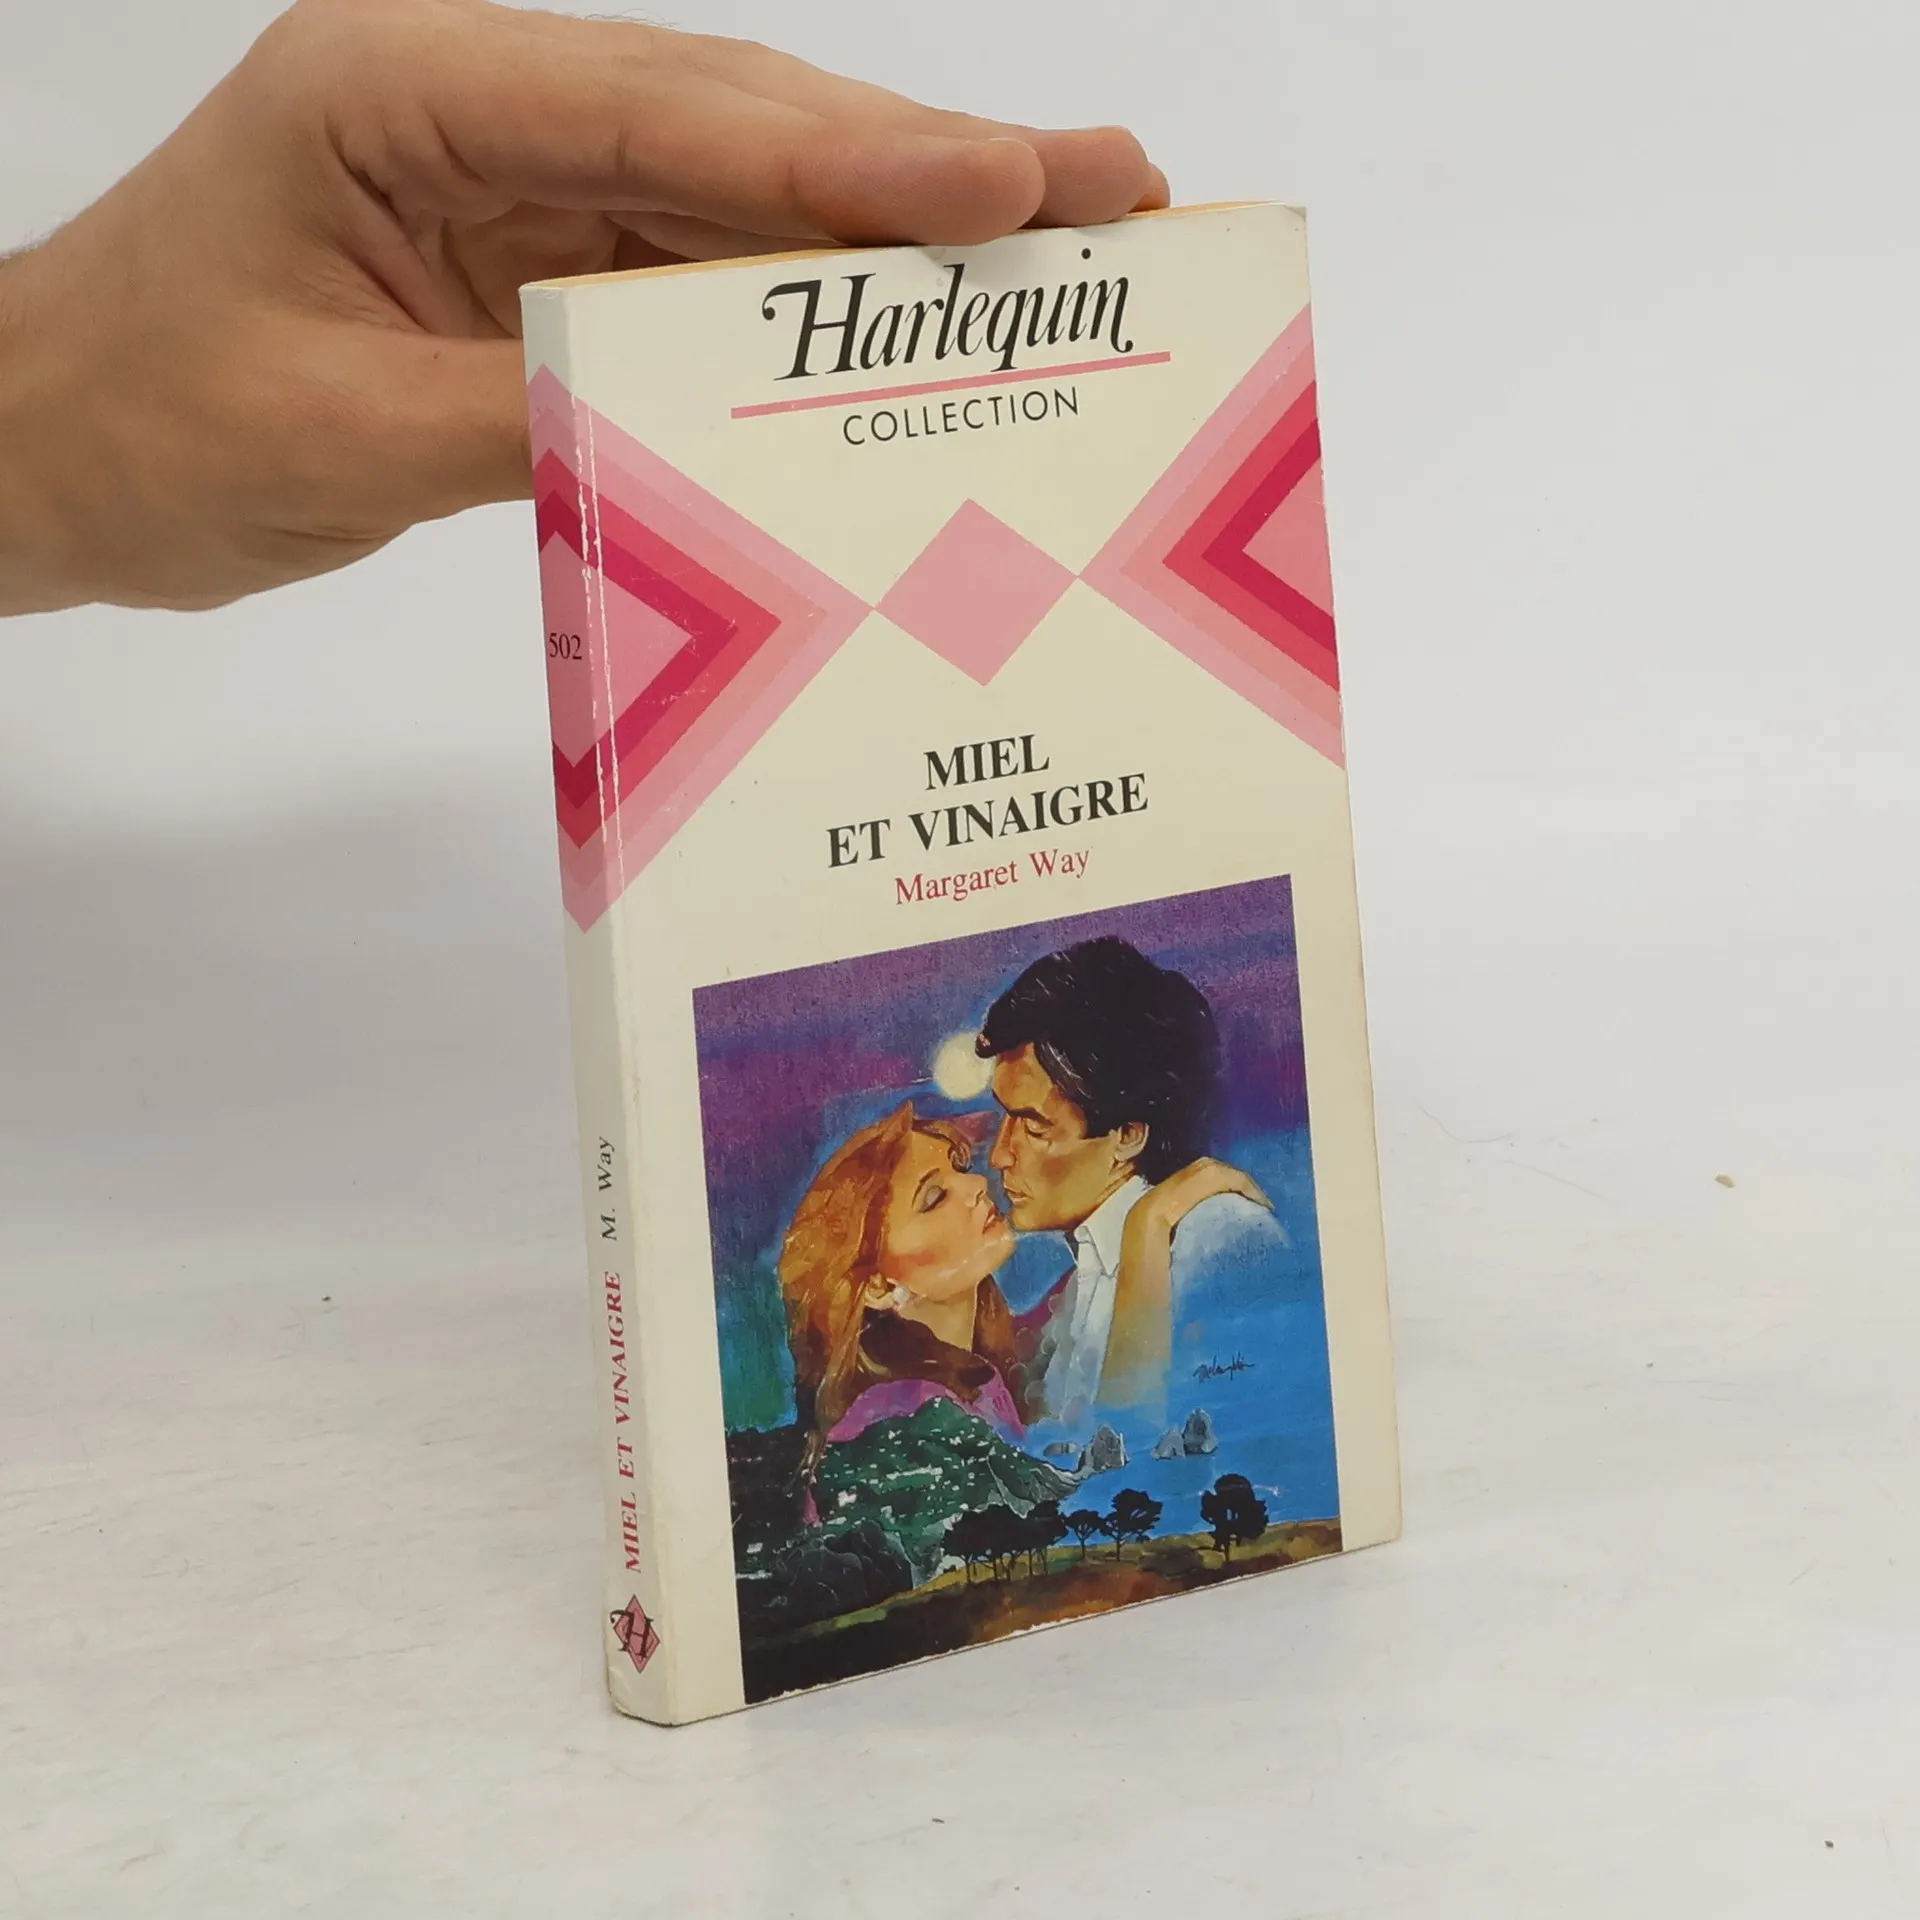 Harlequin
COLLECTION
MIEL
ET VINAIGRE
Margaret Way
502
MIEL ET VINAIGRE M. Way
H